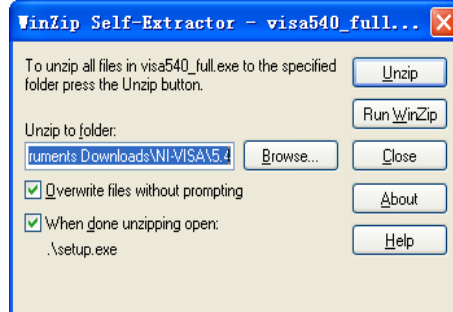 WinZip Self-Extractor - visa540_full...
To unzip all files in visa540_full.exe to the specified
folder press the Unzip button.
Unzip to folder:
ruments Downloads\NI-VISA\5.4
Browse...
Overwrite files without prompting
When done unzipping open:
.\setup.exe
Unzip
Run WinZip
Close
About
Help